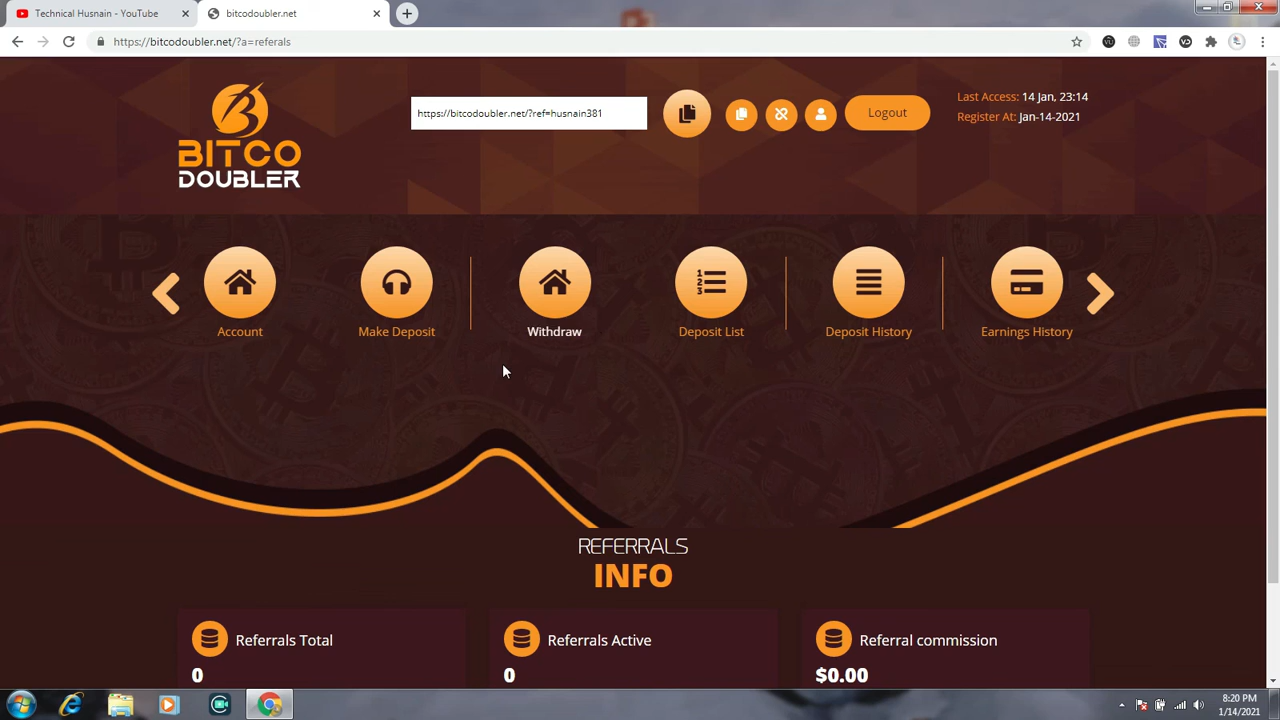 Technical Husnain - YouTube
bitcodoubler.net
https://bitcodoubler.net/?a=referals
BITCO
DOUBLER
https://bitcodoubler.net/?ref=husnain381
Logout
Last Access: 14 Jan, 23:14
Register At: Jan-14-2021
Account
Make Deposit
Withdraw
Deposit List
Deposit History
Earnings History
REFERRALS
INFO
Referrals Total
0
Referrals Active
0
Referral commission
$0.00
8:20 PM
1/14/2021